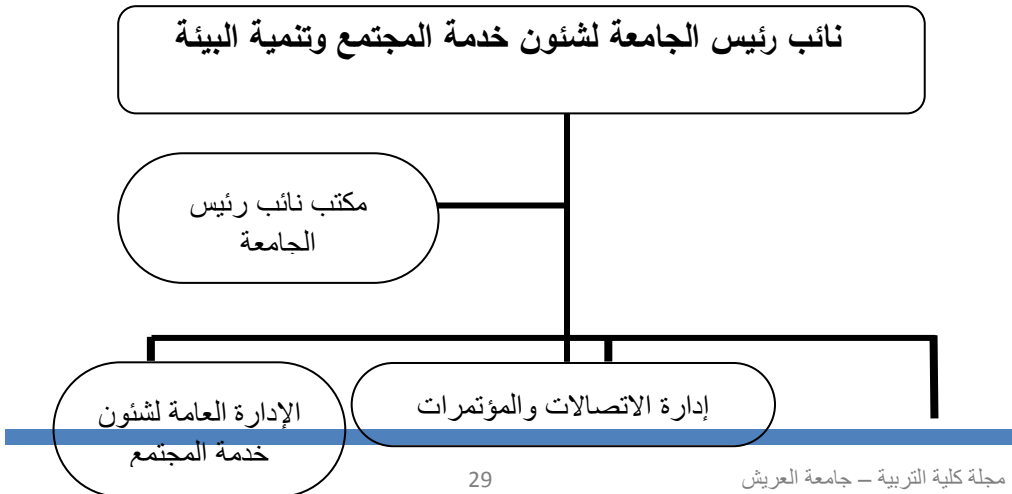 نائب رئيس الجامعة لشئون خدمة المجتمع وتنمية البيئة
مكتب نائب رئيس
الجامعة
إدارة الاتصالات والمؤتمرات
الإدارة العامة لشئون
خدمة المجتمع
مجلة كلية التربية – جامعة العريش
29